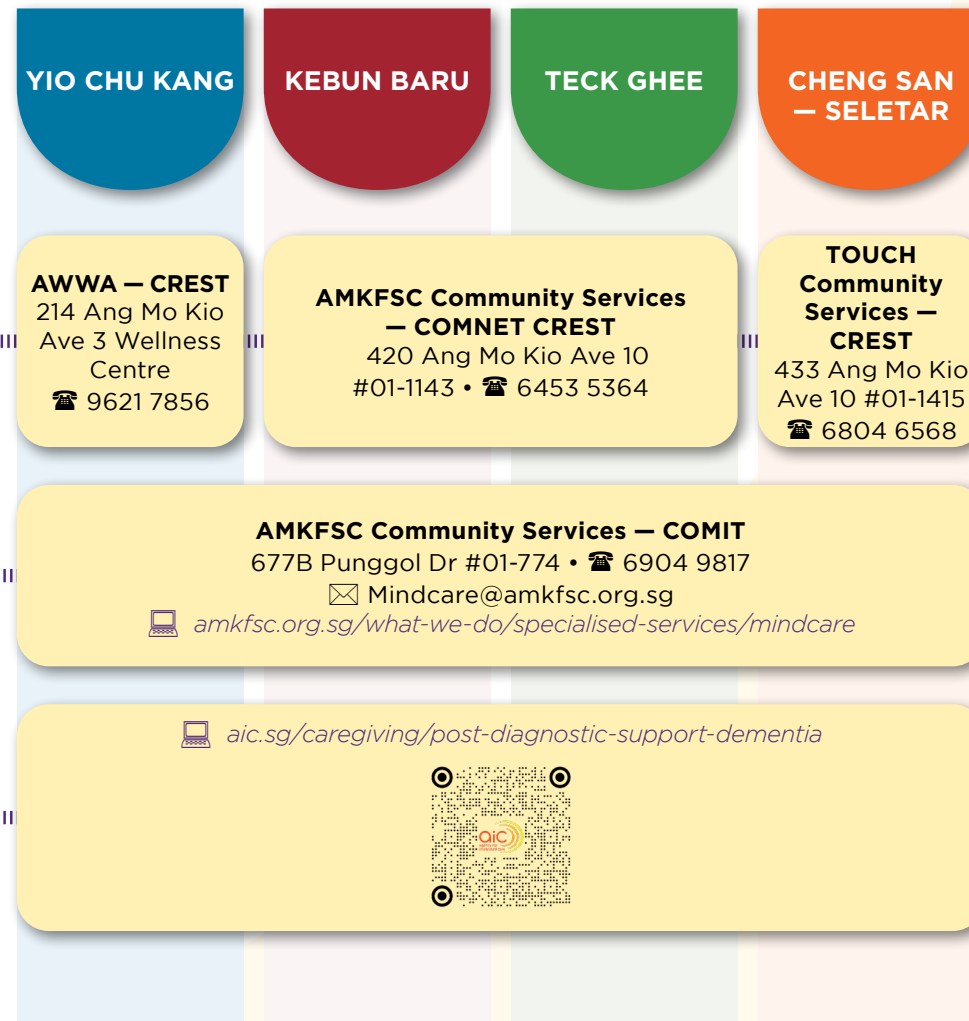 YIO CHU KANG
KEBUN BARU
TECK GHEE
CHENG SAN
— SELETAR
AWWA — CREST
214 Ang Mo Kio
Ave 3 Wellness
Centre
☎ 9621 7856
AMKFSC Community Services
— COMNET CREST
420 Ang Mo Kio Ave 10
#01-1143 • ☎ 6453 5364
TOUCH
Community
Services —
CREST
433 Ang Mo Kio
Ave 10 #01-1415
☎ 6804 6568
AMKFSC Community Services — COMIT
677B Punggol Dr #01-774 • ☎ 6904 9817
Mindcare@amkfsc.org.sg
amkfsc.org.sg/what-we-do/specialised-services/mindcare
aic.sg/caregiving/post-diagnostic-support-dementia
aic